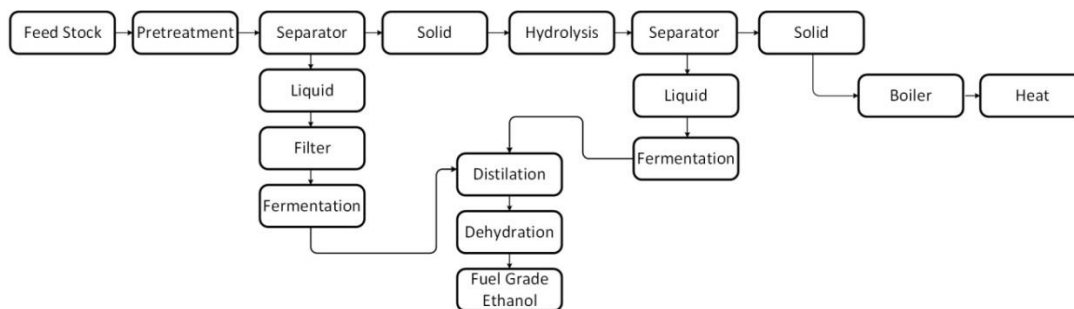 Feed Stock
Pretreatment
Separator
Solid
Hydrolysis
Separator
Solid
Liquid
Liquid
Boiler
Heat
Filter
Fermentation
Distilation
Fermentation
Dehydration
Fuel Grade
Ethanol